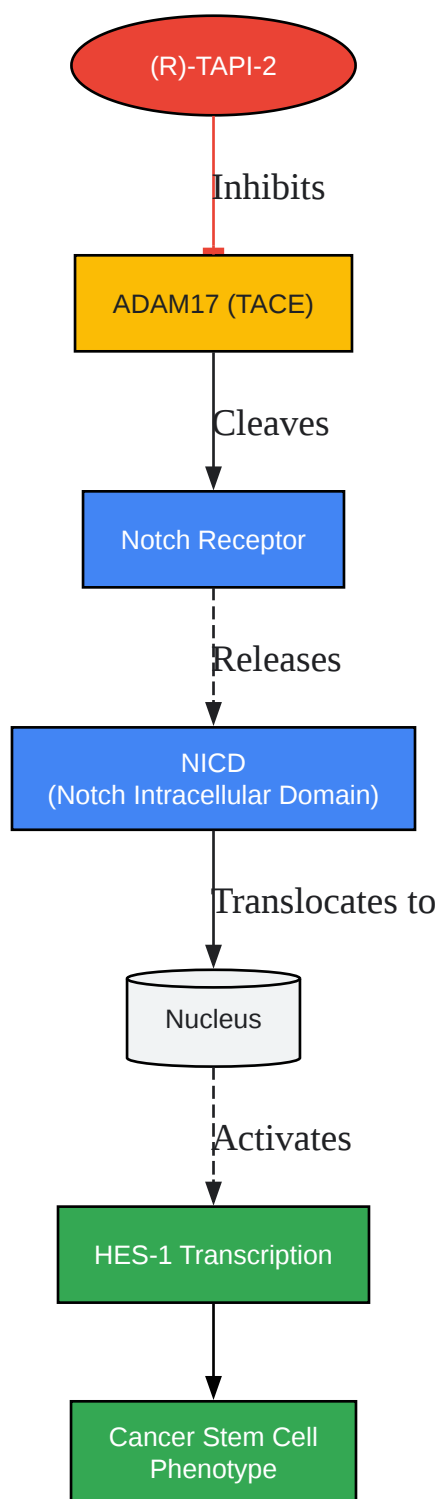 (R)-TAPI-2
Inhibits
ADAM17 (TACE)
Cleaves
Notch Receptor
Releases
NICD
(Notch Intracellular Domain)
Translocates to
Nucleus
Activates
HES-1 Transcription
Cancer Stem Cell
Phenotype